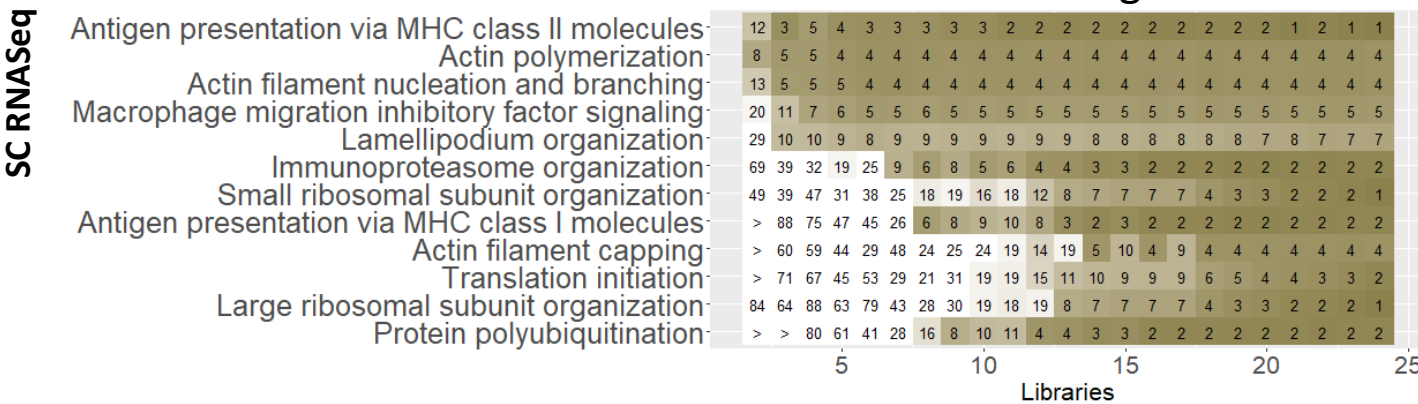 SC RNASeq
Antigen presentation via MHC class II molecules 12 3 5 4 3 3 3 3 3 2 2 2 2 2 2 2 2 2 2 1 2 1 1
Actin polymerization 8 5 5 4 4 4 4 4 4 4 4 4 4 4 4 4 4 4 4 4 4 4 4
Actin filament nucleation and branching 13 5 5 5 4 4 4 4 4 4 4 4 4 4 4 4 4 4 4 4 4 4 4
Macrophage migration inhibitory factor signaling 20 11 7 6 5 5 6 5 5 5 5 5 5 5 5 5 5 5 5 5 5 5 5
Lamellipodium organization 29 10 10 9 8 9 9 9 9 9 9 9 8 8 8 8 8 8 7 8 7 7 7
Immunoproteasome organization 69 39 32 19 25 9 6 8 5 6 4 4 3 3 2 2 2 2 2 2 2 2 2
Small ribosomal subunit organization 49 39 47 31 38 25 18 19 16 18 12 8 7 7 7 7 4 3 3 2 2 2 1
Antigen presentation via MHC class I molecules > 88 75 47 45 26 6 8 9 10 8 3 2 3 2 2 2 2 2 2 2 2 2
Actin filament capping > 60 59 44 29 48 24 25 24 19 14 19 5 10 4 9 4 4 4 4 4 4 4
Translation initiation > 71 67 45 53 29 21 31 19 19 15 11 10 9 9 9 6 5 4 4 3 3 2
Large ribosomal subunit organization 84 64 88 63 79 43 28 30 19 18 19 8 7 7 7 7 4 3 3 2 2 2 1
Protein polyubiquitination > > 80 61 41 28 16 8 10 11 4 4 3 3 2 2 2 2 2 2 2 2 2
5 10 15 20 25
Libraries